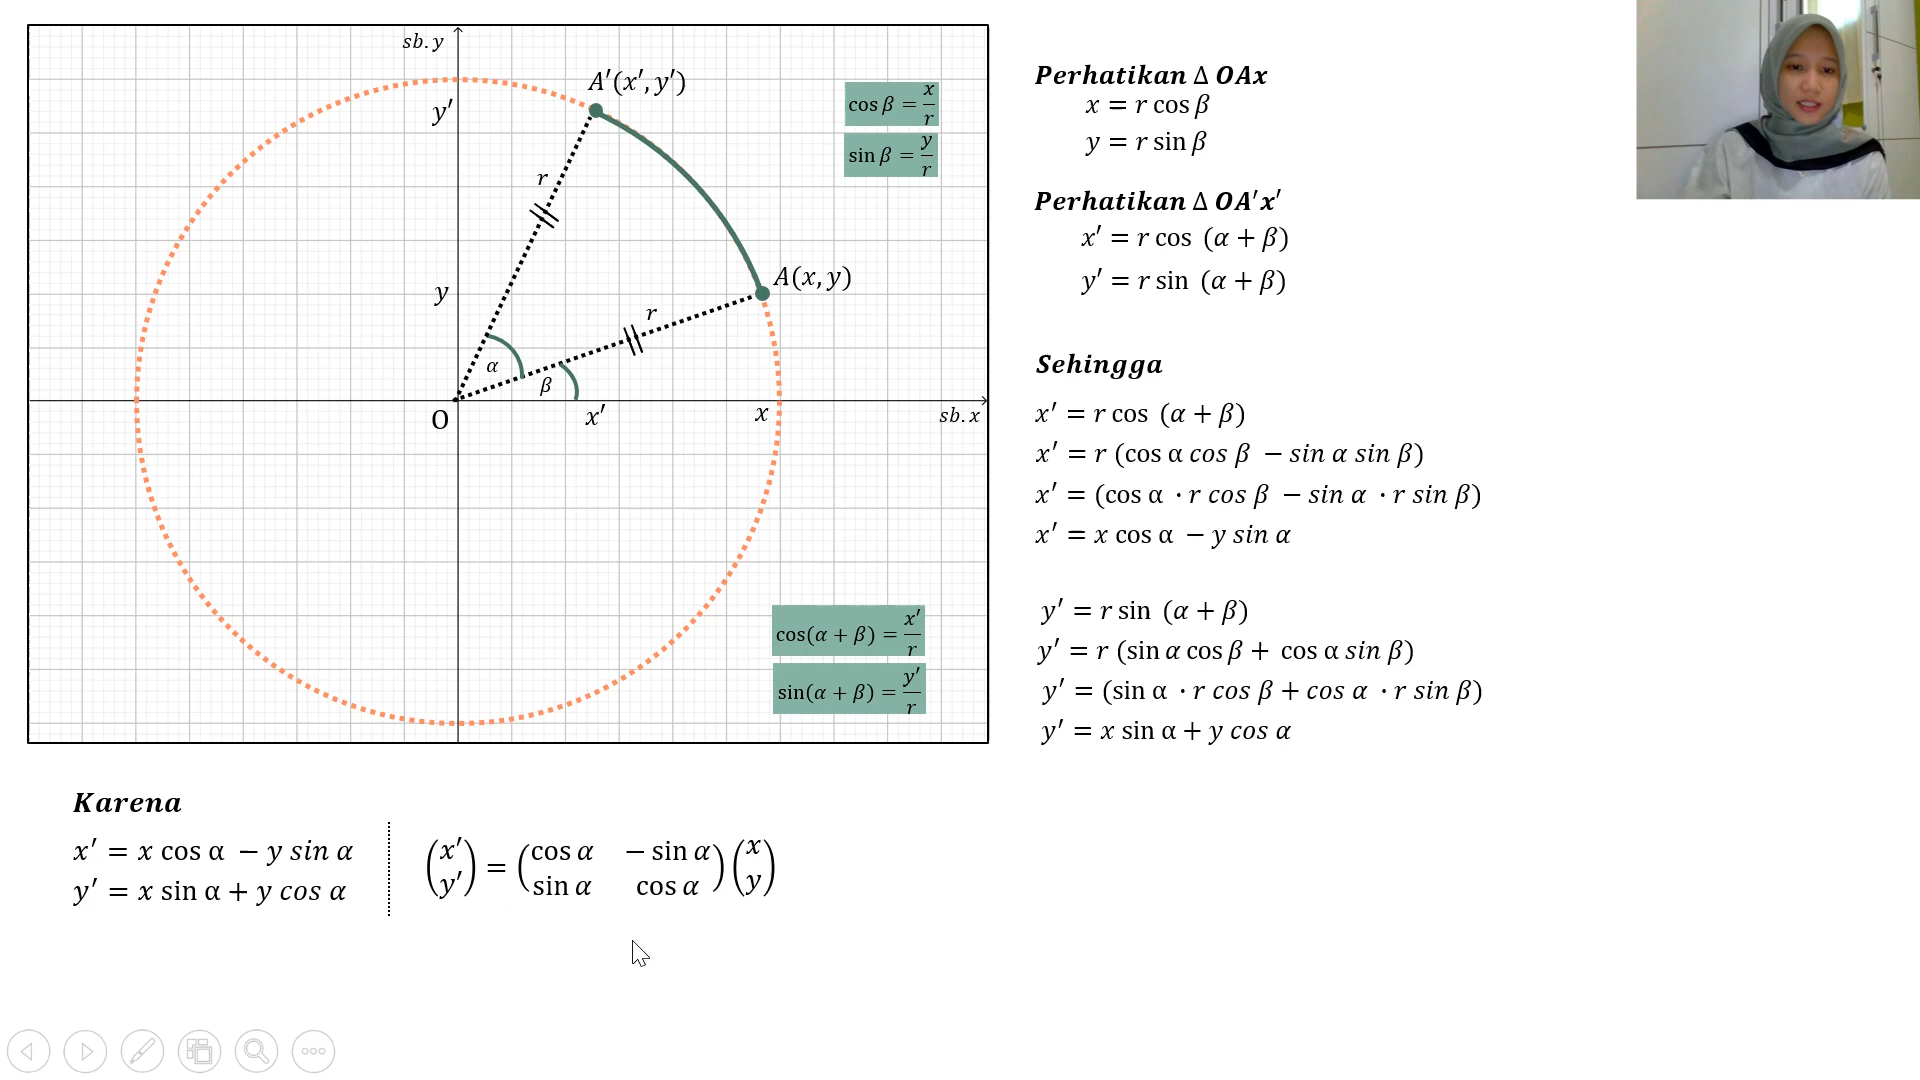 sb. y
A′(x′, y′)
y′
cos β = x/r
sin β = y/r
r
A(x, y)
y
r
α
β
O
x′
x
sb. x
cos(α + β) = x′/r
sin(α + β) = y′/r
Perhatikan Δ OAx
x = r cos β
y = r sin β
Perhatikan Δ OA′x′
x′ = r cos (α + β)
y′ = r sin (α + β)
Sehingga
x′ = r cos (α + β)
x′ = r (cos α cos β − sin α sin β)
x′ = (cos α · r cos β − sin α · r sin β)
x′ = x cos α − y sin α
y′ = r sin (α + β)
y′ = r (sin α cos β + cos α sin β)
y′ = (sin α · r cos β + cos α · r sin β)
y′ = x sin α + y cos α
Karena
x′ = x cos α − y sin α
y′ = x sin α + y cos α
(x′ y′) = (cos α − sin α sin α cos α) (x y)